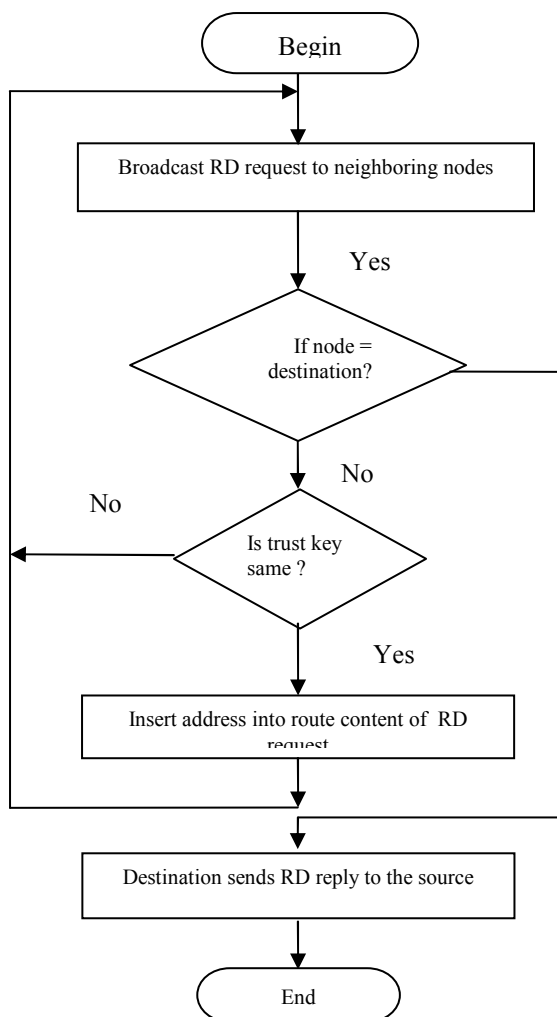 Begin
Broadcast RD request to neighboring nodes
Yes
If node =
destination?
No
No
Is trust key
same ?
Yes
Insert address into route content of RD
request
Destination sends RD reply to the source
End